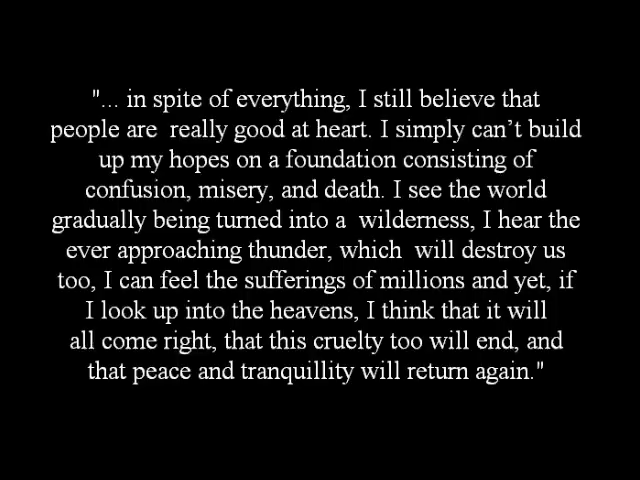 "... in spite of everything, I still believe that
people are really good at heart. I simply can’t build
up my hopes on a foundation consisting of
confusion, misery, and death. I see the world
gradually being turned into a wilderness, I hear the
ever approaching thunder, which will destroy us
too, I can feel the sufferings of millions and yet, if
I look up into the heavens, I think that it will
all come right, that this cruelty too will end, and
that peace and tranquillity will return again."